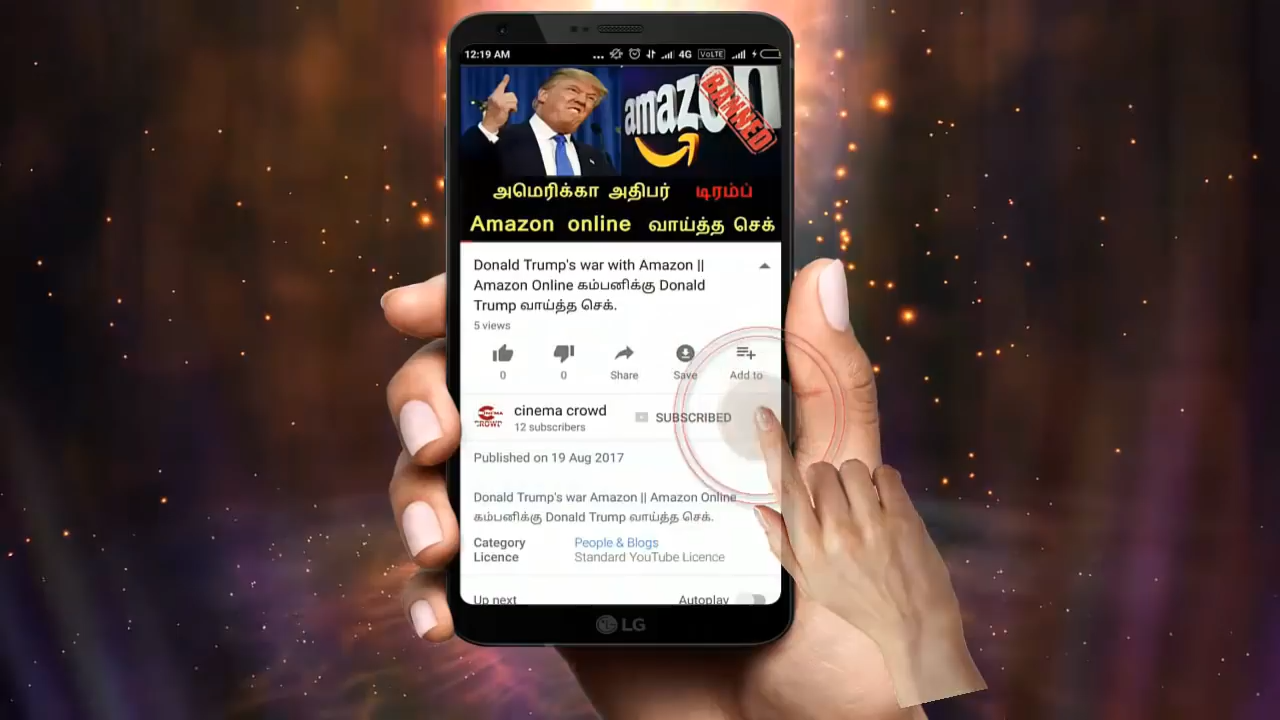 12:19 AM
4G VoLTE
amazon
BANNED
அமெரிக்கா அதிபர் டிரம்ப்
Amazon online வாய்த்த செக்
Donald Trump's war with Amazon ||
Amazon Online கம்பனிக்கு Donald
Trump வாய்த்த செக்.
5 views
0
0
Share
Save
Add to
CINEMA
CROWD
cinema crowd
SUBSCRIBED
12 subscribers
Published on 19 Aug 2017
Donald Trump's war Amazon || Amazon Online
கம்பனிக்கு Donald Trump வாய்த்த செக்.
Category People & Blogs
Licence Standard YouTube Licence
Up next Autoplay
LG